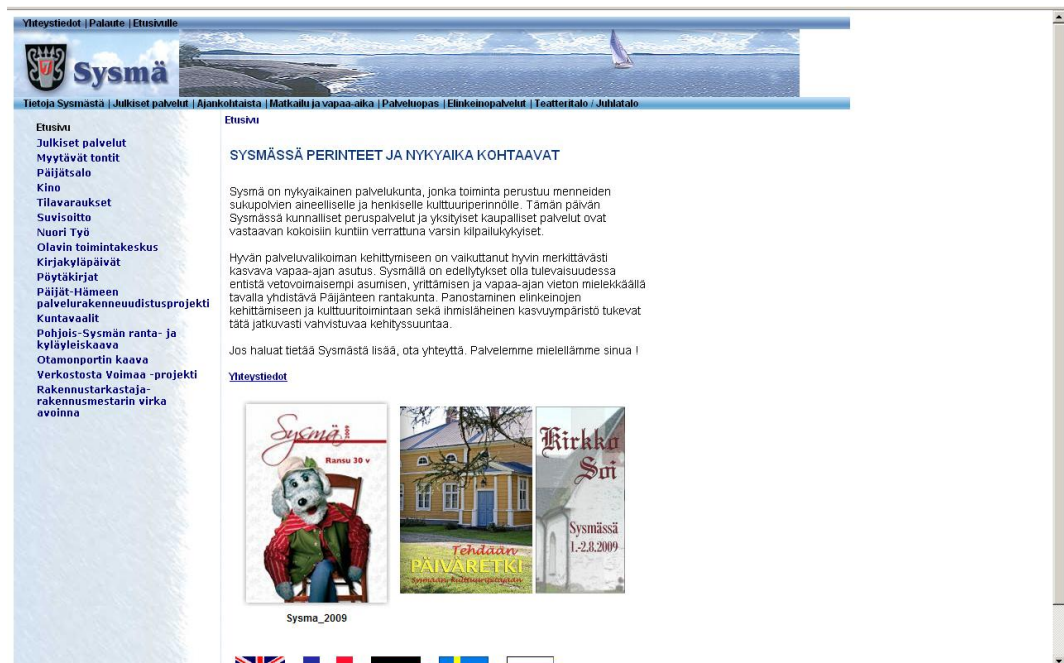 Yhteystiedot | Palaute | Etusivulle
Sysmä
Tietoja Sysmästä | Julkiset palvelut | Ajankohtaista | Matkailu ja vapaa-aika | Palveluopas | Elinkeinopalvelut | Teatteritalo / Juhlatalo
Etusivu
Julkiset palvelut
Myytävät tontit
Päijätsalo
Kino
Tilavaraukset
Suvisoitto
Nuori Työ
Olavin toimintakeskus
Kirjakyläpäivät
Pöytäkirjat
Päijät-Hämeen
palvelurakenneuudistusprojekti
Kuntavaalit
Pohjois-Sysmän ranta- ja
kyläyleiskaava
Otamonportin kaava
Verkostosta Voimaa -projekti
Rakennustarkastaja-
rakennusmestarin virka
avoinna
Etusivu
SYSMÄSSÄ PERINTEET JA NYKYAIKA KOHTAAVAT
Sysmä on nykyaikainen palvelukunta, jonka toiminta perustuu menneiden
sukupolvien aineelliselle ja henkiselle kulttuuriperinnölle. Tämän päivän
Sysmässä kunnalliset peruspalvelut ja yksityiset kaupalliset palvelut ovat
vastaavan kokoisiin kuntiin verrattuna varsin kilpailukykyiset.
Hyvän palveluvalikoiman kehittymiseen on vaikuttanut hyvin merkittävästi
kasvava vapaa-ajan asutus. Sysmällä on edellytykset olla tulevaisuudessa
entistä vetovoimaisempi asumisen, yrittämisen ja vapaa-ajan vieton mielekkäällä
tavalla yhdistävä Päijänteen rantakunta. Panostaminen elinkeinojen
kehittämiseen ja kulttuuritoimintaan sekä ihmisläheinen kasvuympäristö tukevat
tätä jatkuvasti vahvistuvaa kehityssuuntaa.
Jos haluat tietää Sysmästä lisää, ota yhteyttä. Palvelemme mielellämme sinua !
Yhteystiedot
Sysmä 2009
Ransu 30 v
Tehdään
PÄIVÄRETKI
Sysmään kulttuurikylään
Kirkko
Soi
Sysmässä
1.-2.8.2009
Sysma_2009